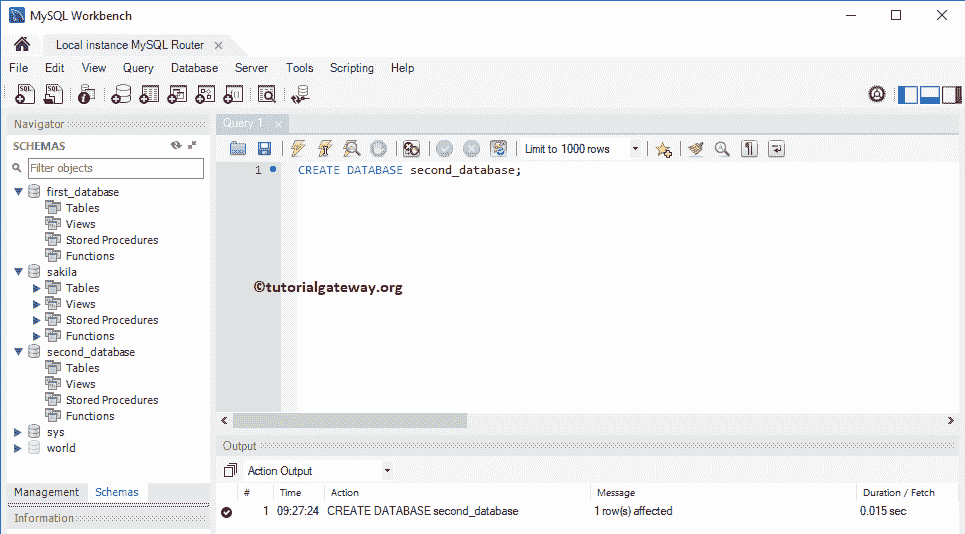 MySQL Workbench
Local instance MySQL Router
File Edit View Query Database Server Tools Scripting Help
Navigator
SCHEMAS
Filter objects
first_database
Tables
Views
Stored Procedures
Functions
sakila
Tables
Views
Stored Procedures
Functions
second_database
Tables
Views
Stored Procedures
Functions
sys
world
Management Schemas
Information
Query 1
Limit to 1000 rows
1 CREATE DATABASE second_database;
©tutorialgateway.org
Output
Action Output
# Time Action Message Duration / Fetch
1 09:27:24 CREATE DATABASE second_database 1 row(s) affected 0.015 sec